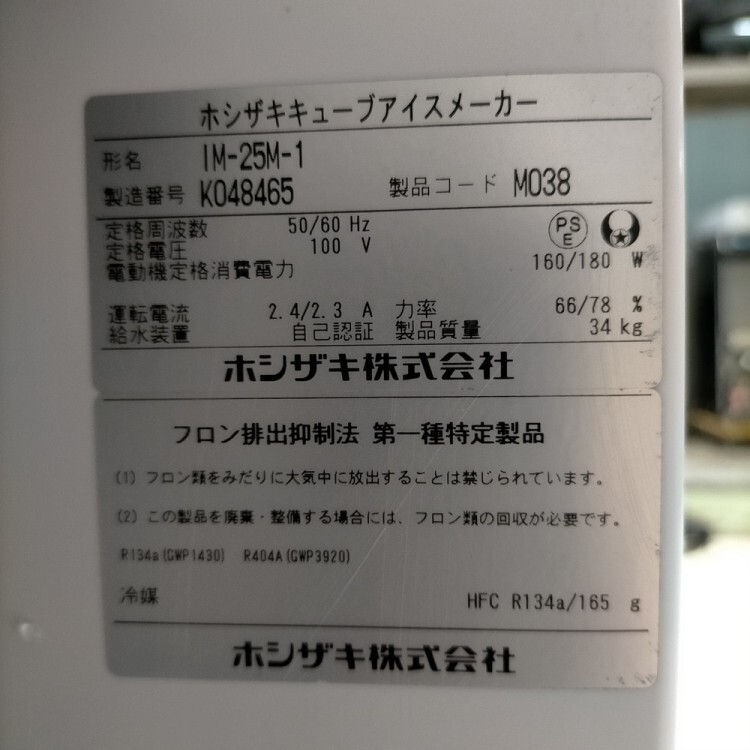 ホシザキキューブアイスメーカー
形名 IM-25M-1
製造番号 K048465 製品コード M038
定格周波数 50/60 Hz
定格電圧 100 V
PS
E
電動機定格消費電力 160/180 W
運転電流 2.4/2.3 A 力率 66/78 %
給水装置 自己認証 製品質量 34 kg
ホシザキ株式会社
フロン排出抑制法 第一種特定製品
(1) フロン類をみだりに大気中に放出することは禁じられています。
(2) この製品を廃棄・整備する場合には、フロン類の回収が必要です。
R134a(GWP1430) R404A(GWP3920)
冷媒 HFC R134a/165 g
ホシザキ株式会社